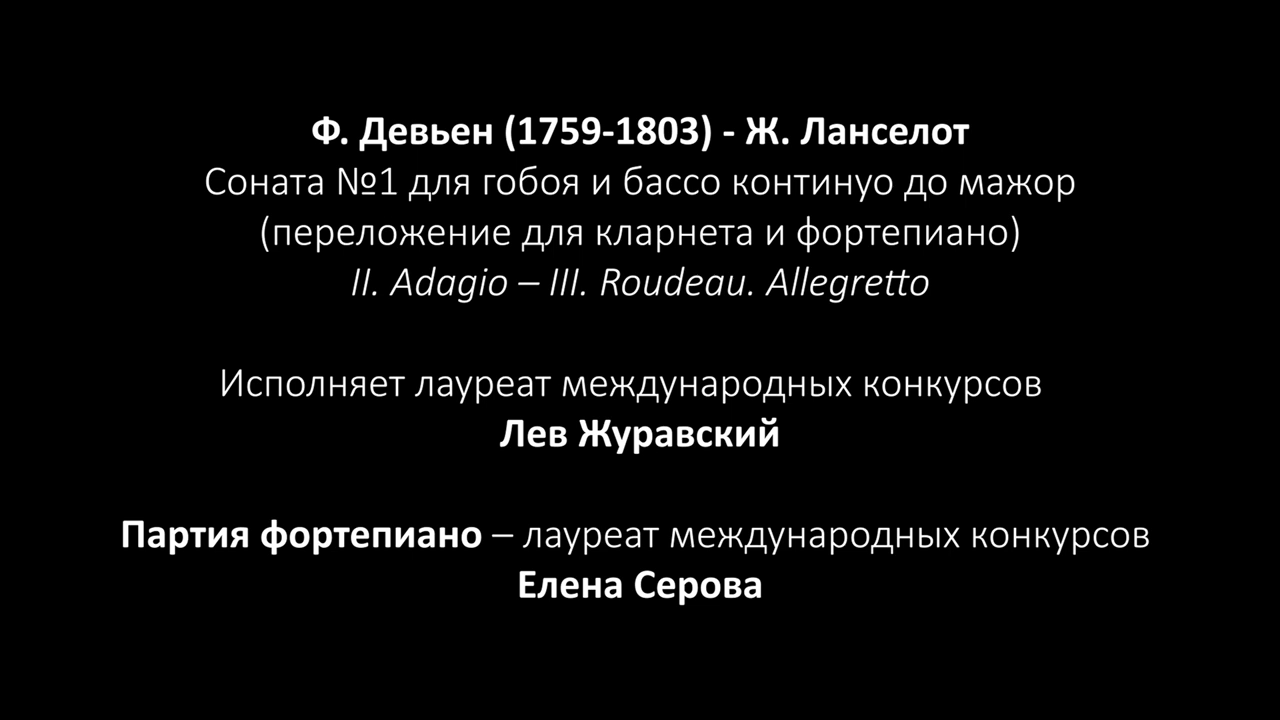 Ф. Девьен (1759-1803) - Ж. Ланселот
Соната №1 для гобоя и бассо континуо до мажор
(переложение для кларнета и фортепиано)
II. Adagio – III. Roudeau. Allegretto
Исполняет лауреат международных конкурсов
Лев Журавский
Партия фортепиано – лауреат международных конкурсов
Елена Серова